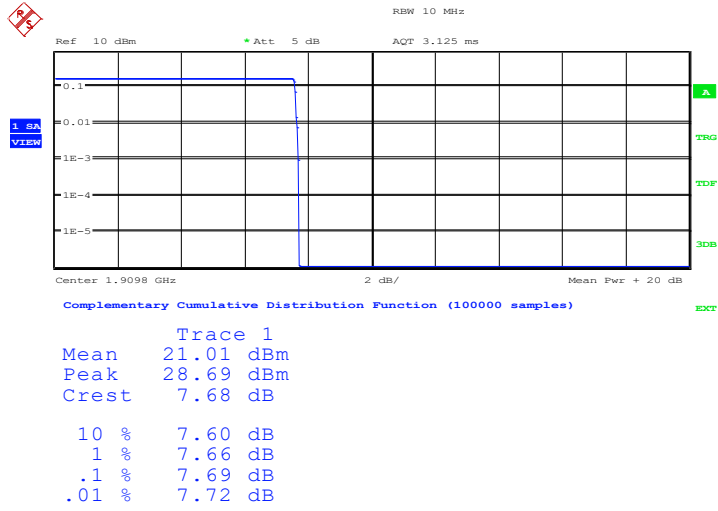 RBW 10 MHz
R S
Ref 10 dBm * Att 5 dB AQT 3.125 ms
0.1
A
0.01
1 SA
VIEW
TRG
1E-3
TDF
1E-4
1E-5
3DB
Center 1.9098 GHz 2 dB/ Mean Pwr + 20 dB
Complementary Cumulative Distribution Function (100000 samples)
EXT
Trace 1
Mean 21.01 dBm
Peak 28.69 dBm
Crest 7.68 dB
10 % 7.60 dB
1 % 7.66 dB
.1 % 7.69 dB
.01 % 7.72 dB